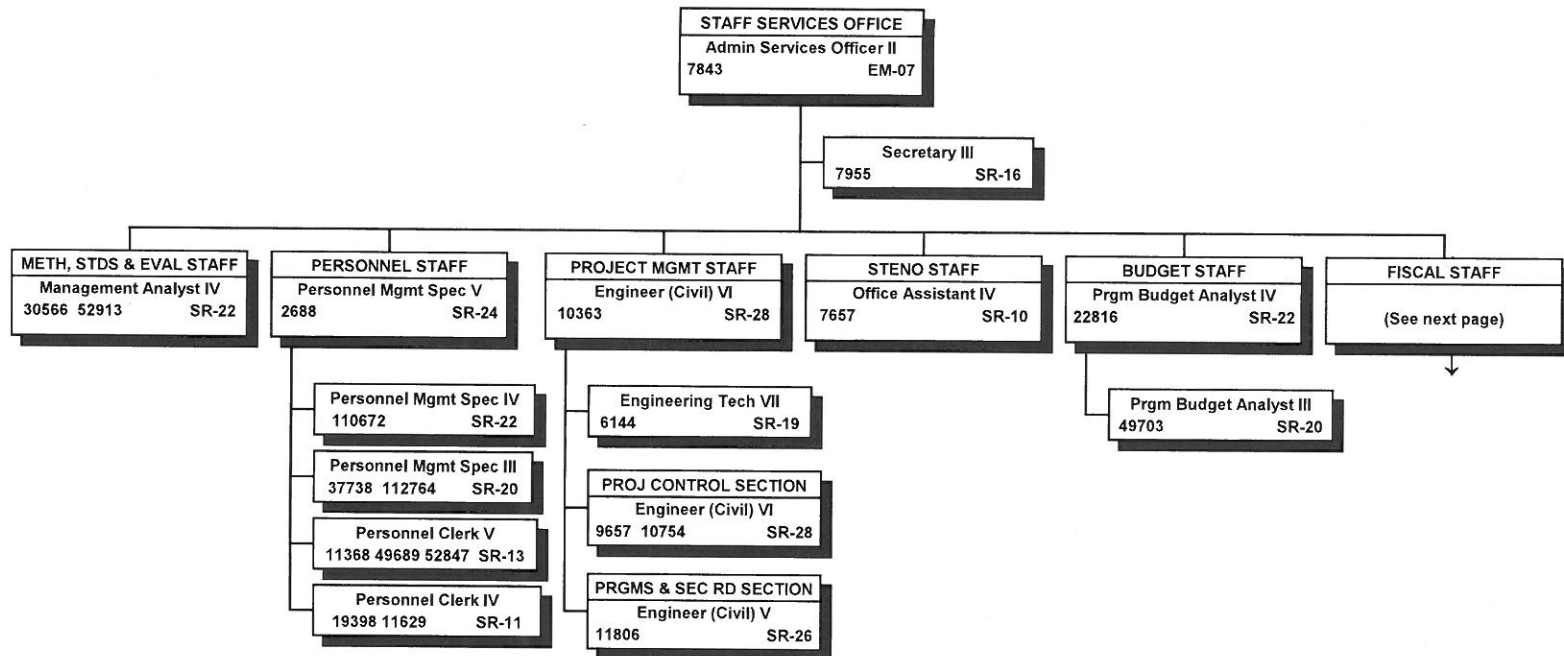 STAFF SERVICES OFFICE
Admin Services Officer II
7843 EM-07
Secretary III
7955 SR-16
METH, STDS & EVAL STAFF
Management Analyst IV
30566 52913 SR-22
PERSONNEL STAFF
Personnel Mgmt Spec V
2688 SR-24
Personnel Mgmt Spec IV
110672 SR-22
Personnel Mgmt Spec III
37738 112764 SR-20
Personnel Clerk V
11368 49689 52847 SR-13
Personnel Clerk IV
19398 11629 SR-11
PROJECT MGMT STAFF
Engineer (Civil) VI
10363 SR-28
Engineering Tech VII
6144 SR-19
PROJ CONTROL SECTION
Engineer (Civil) VI
9657 10754 SR-28
PRGMS & SEC RD SECTION
Engineer (Civil) V
11806 SR-26
STENO STAFF
Office Assistant IV
7657 SR-10
BUDGET STAFF
Prgm Budget Analyst IV
22816 SR-22
Prgm Budget Analyst III
49703 SR-20
FISCAL STAFF
(See next page)